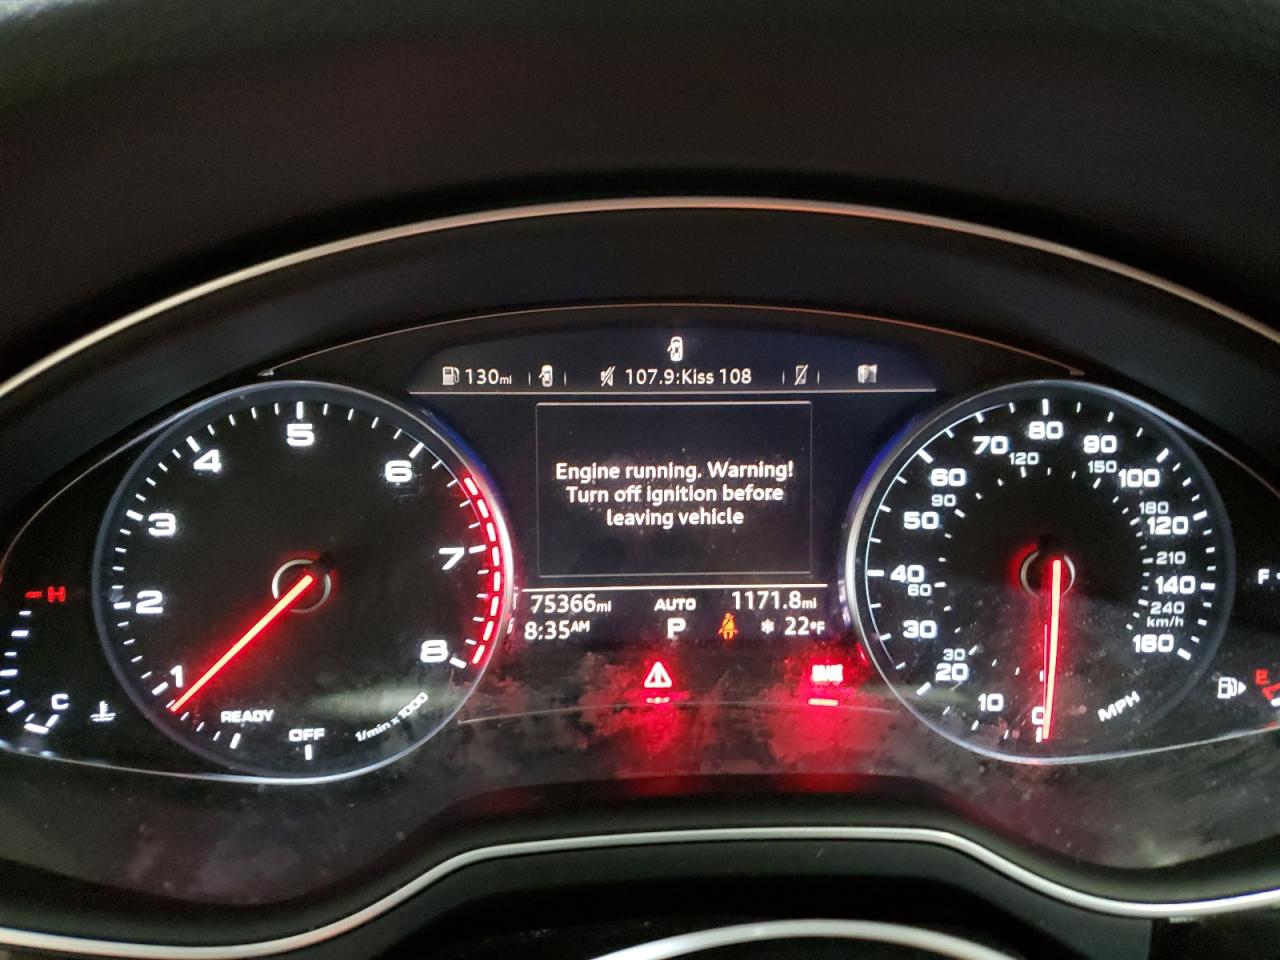 130mi
107.9:Kiss 108
Engine running. Warning!
Turn off ignition before
leaving vehicle
75366mi
AUTO
1171.8mi
8:35AM
P
22°F
BRAKE
H
C
1
2
3
4
5
6
7
8
READY
OFF
1/min x 1000
0
10
20
30
40
50
60
70
80
90
100
120
140
160
30
60
90
120
150
180
210
240
km/h
MPH
F
E